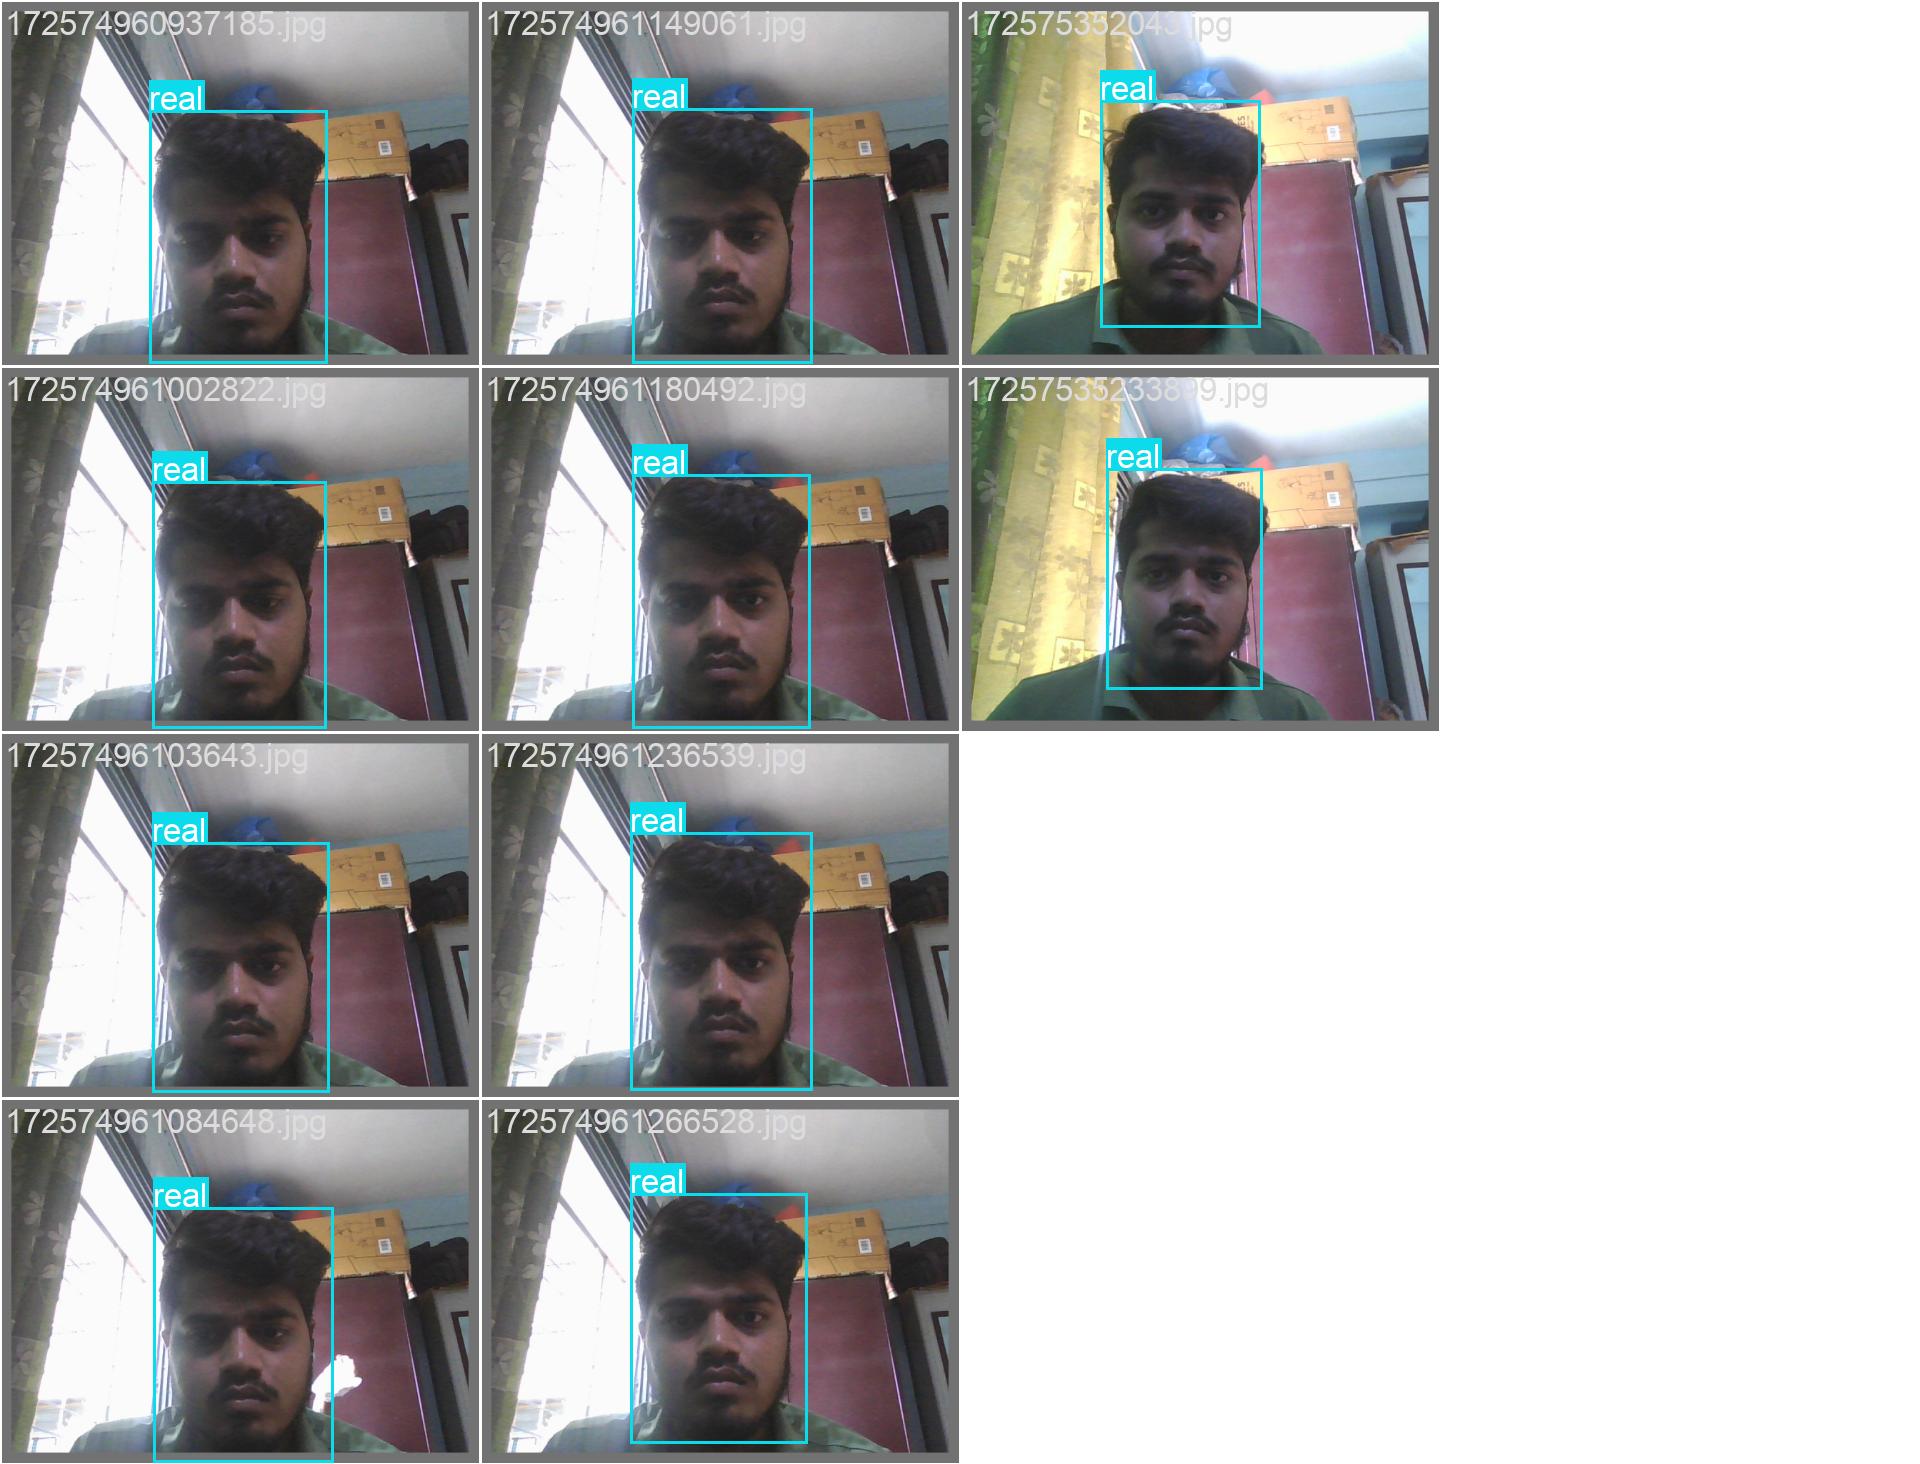 172574960937185.jpg
real
172574961149061.jpg
real
172575352043.jpg
real
172574961002822.jpg
real
172574961180492.jpg
real
17257535233899.jpg
real
17257496103643.jpg
real
172574961236539.jpg
real
172574961084648.jpg
real
172574961266528.jpg
real